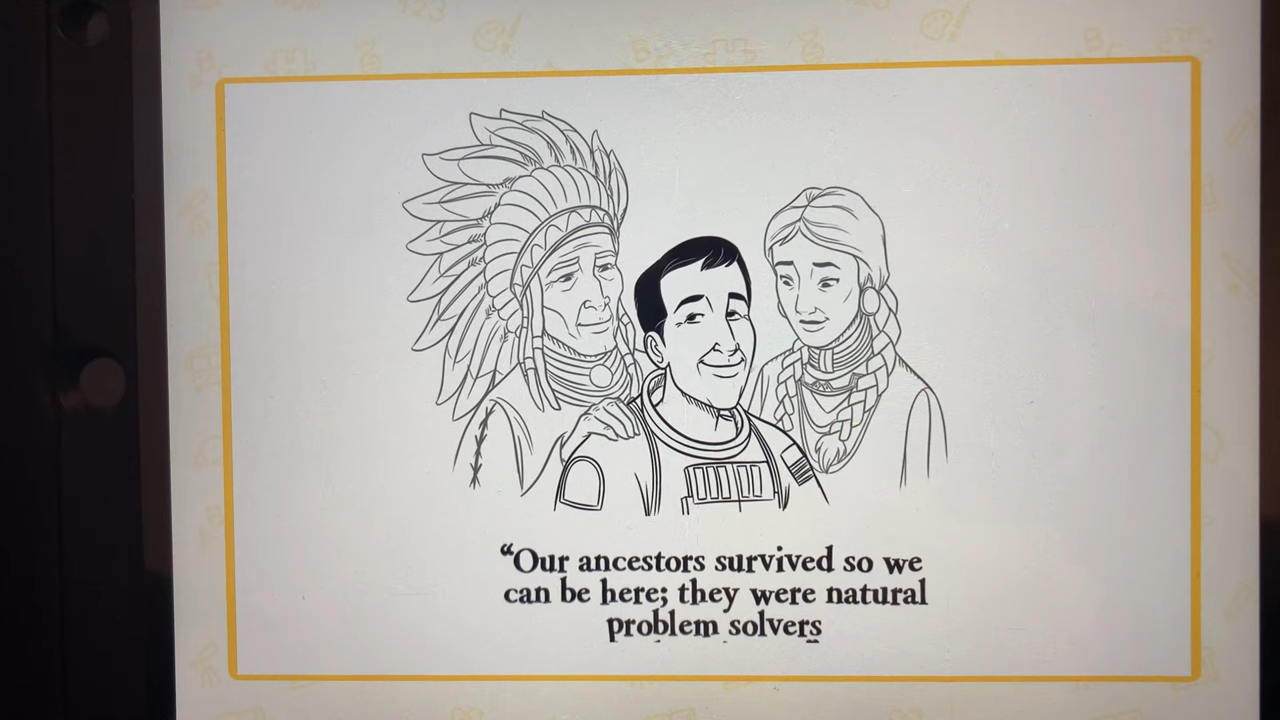 “Our ancestors survived so we
can be here; they were natural
problem solvers